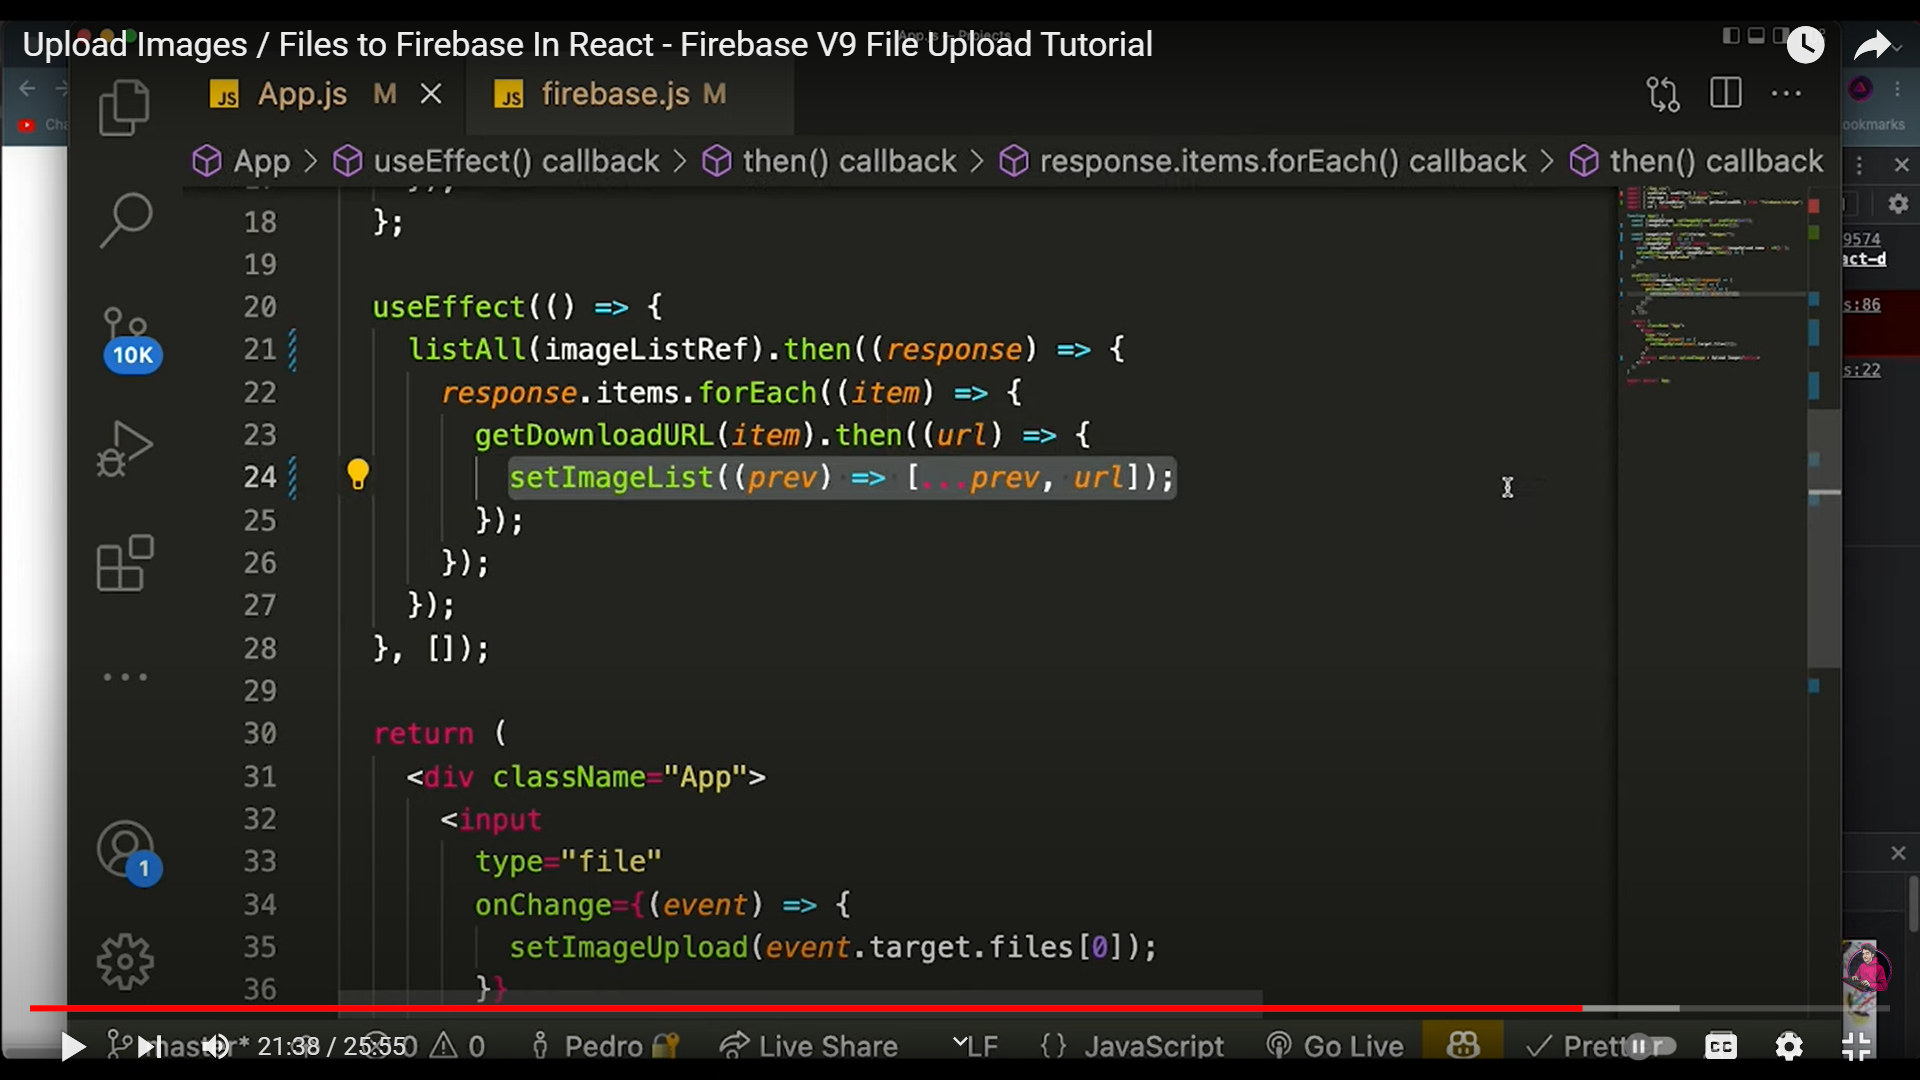 Upload Images / Files to Firebase In React - Firebase V9 File Upload Tutorial
JS App.js M
JS firebase.js M
App > useEffect() callback > then() callback > response.items.forEach() callback > then() callback
ookmarks
18 };
19
20 useEffect(() => {
21 listAll(imageListRef).then((response) => {
22 response.items.forEach((item) => {
23 getDownloadURL(item).then((url) => {
24 setImageList((prev) => [...prev, url]);
25 });
26 });
27 });
28 }, []);
29
30 return (
31 <div className="App">
32 <input
33 type="file"
34 onChange={(event) => {
35 setImageUpload(event.target.files[0]);
36 }}
10K
1
9574
act-d
s:86
s:22
master* 21:38 / 25:55 0 0 Pedro Live Share LF {} JavaScript Go Live CC